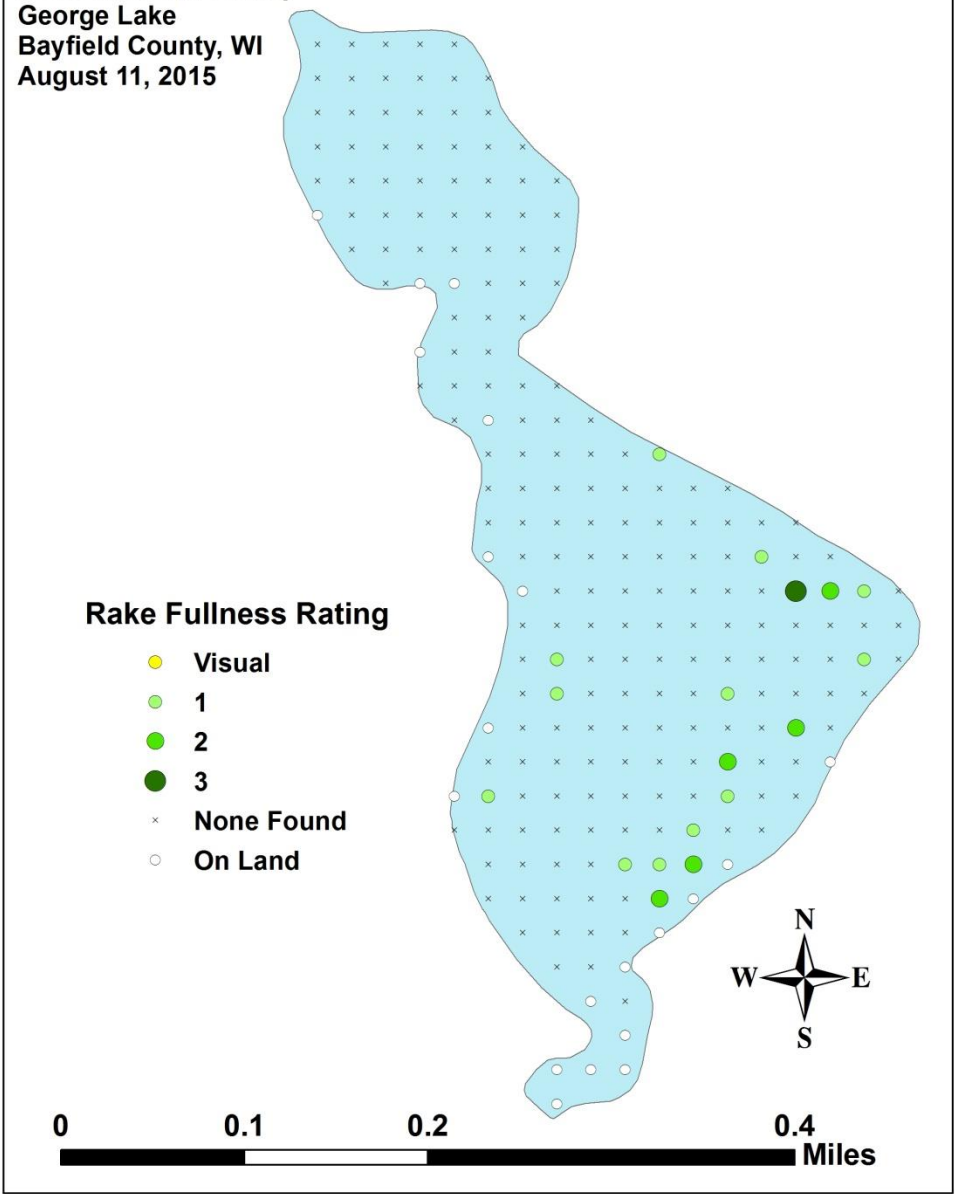 George Lake
Bayfield County, WI
August 11, 2015
Rake Fullness Rating
Visual
1
2
3
None Found
On Land
N
W E
S
0 0.1 0.2 0.4
Miles